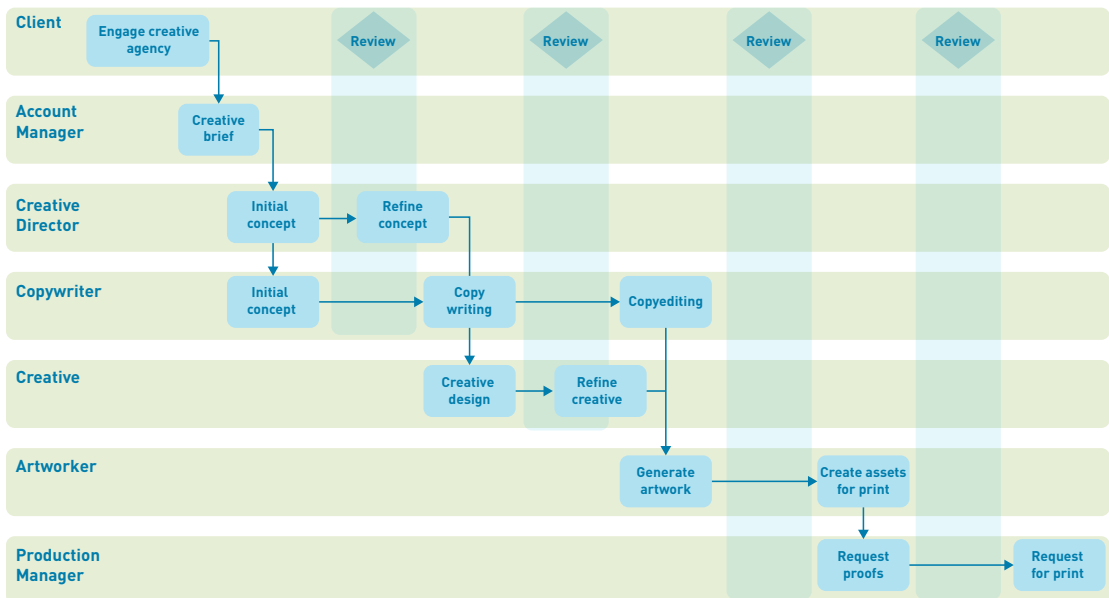 Client
Engage creative
agency
Review
Review
Review
Review
Account
Manager
Creative
brief
Creative
Director
Initial
concept
Refine
concept
Copywriter
Initial
concept
Copy
writing
Copyediting
Creative
Creative
design
Refine
creative
Artworker
Generate
artwork
Create assets
for print
Production
Manager
Request
proofs
Request
for print